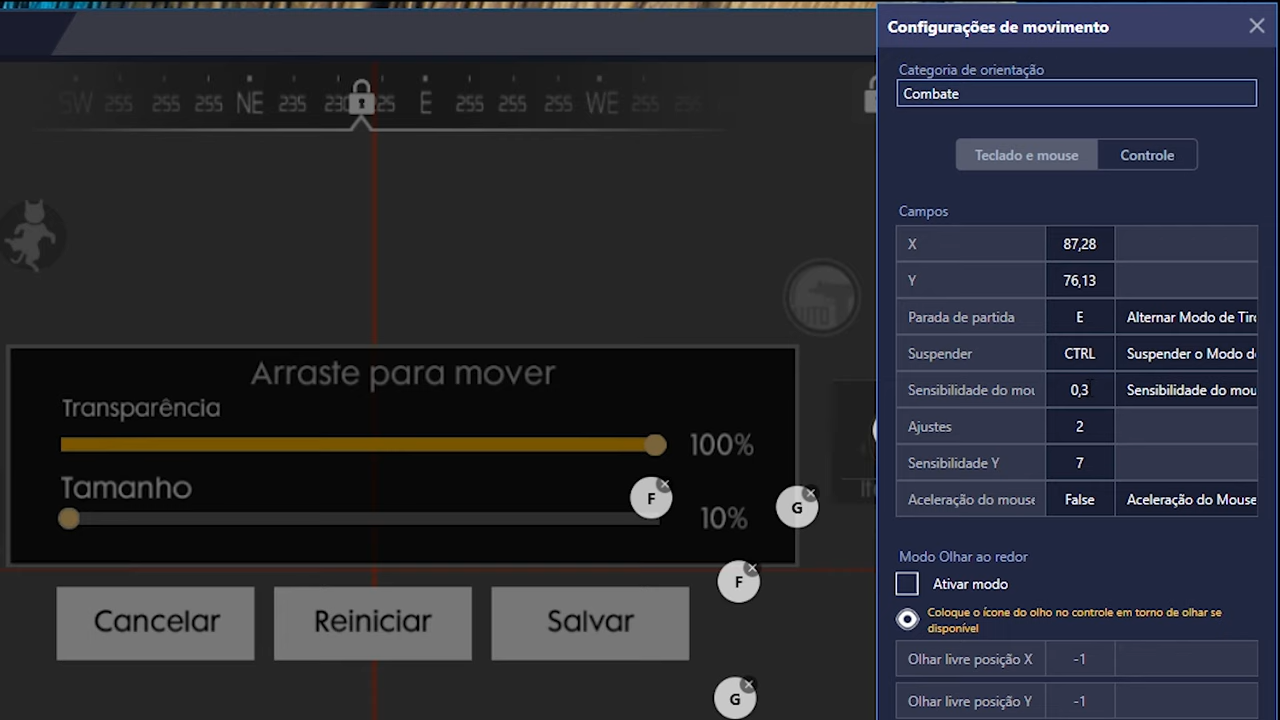 Configurações de movimento
Categoria de orientação
Combate
Teclado e mouse
Controle
Campos
X 87,28
Y 76,13
Parada de partida E Alternar Modo de Tiro
Suspender CTRL Suspender o Modo de
Sensibilidade do mou 0,3 Sensibilidade do mou
Ajustes 2
Sensibilidade Y 7
Aceleração do mouse False Aceleração do Mouse
Modo Olhar ao redor
Ativar modo
Coloque o ícone do olho no controle em torno de olhar se
disponível
Olhar livre posição X -1
Olhar livre posição Y -1
SW 255 255 255 NE 235 E 255 255 255 WE 255
Arraste para mover
Transparência
100%
Tamanho
10%
F
G
F
Cancelar
Reiniciar
Salvar
G